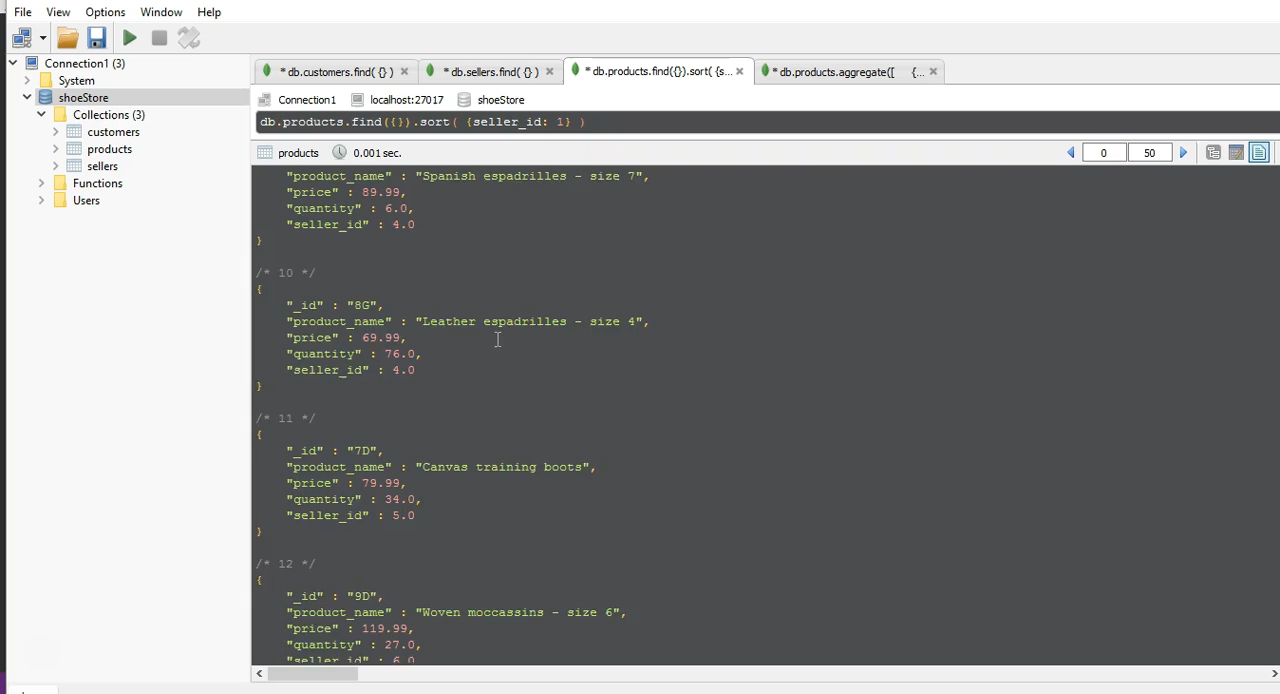 File View Options Window Help
Connection1 (3)
System
shoeStore
Collections (3)
customers
products
sellers
Functions
Users
* db.customers.find( {} ) * db.sellers.find( {} ) * db.products.find({}).sort( {s... * db.products.aggregate([ {...
Connection1 localhost:27017 shoeStore
db.products.find({}).sort( {seller_id: 1} )
products 0.001 sec. 0 50
"product_name" : "Spanish espadrilles - size 7",
"price" : 89.99,
"quantity" : 6.0,
"seller_id" : 4.0
}
/* 10 */
{
"_id" : "8G",
"product_name" : "Leather espadrilles - size 4",
"price" : 69.99,
"quantity" : 76.0,
"seller_id" : 4.0
}
/* 11 */
{
"_id" : "7D",
"product_name" : "Canvas training boots",
"price" : 79.99,
"quantity" : 34.0,
"seller_id" : 5.0
}
/* 12 */
{
"_id" : "9D",
"product_name" : "Woven moccassins - size 6",
"price" : 119.99,
"quantity" : 27.0,
"seller_id" : 6.0